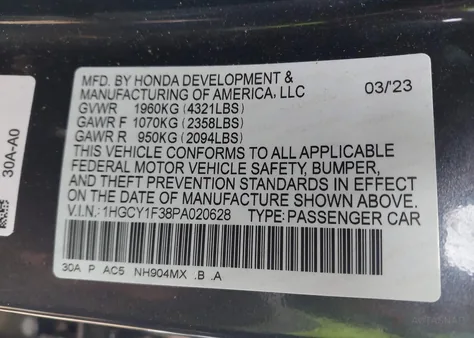 MFD. BY HONDA DEVELOPMENT &
MANUFACTURING OF AMERICA, LLC 03/'23
GVWR 1960KG (4321LBS)
GAWR F 1070KG (2358LBS)
GAWR R 950KG (2094LBS)
THIS VEHICLE CONFORMS TO ALL APPLICABLE
FEDERAL MOTOR VEHICLE SAFETY, BUMPER,
AND THEFT PREVENTION STANDARDS IN EFFECT
ON THE DATE OF MANUFACTURE SHOWN ABOVE.
V.I.N.: 1HGCY1F38PA020628 TYPE: PASSENGER CAR
30A P AC5 NH904MX .B .A
30A-A0